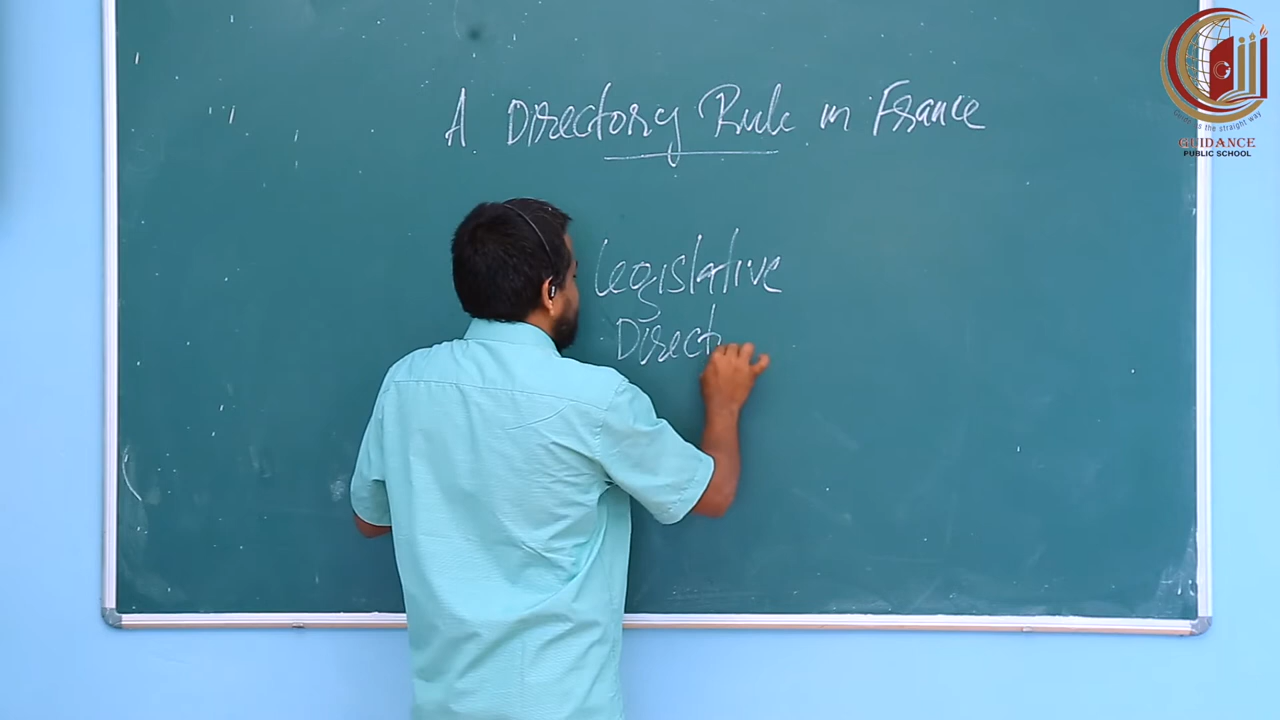 A Directory Rule in France
Legislative
Direct
GUIDANCE
PUBLIC SCHOOL